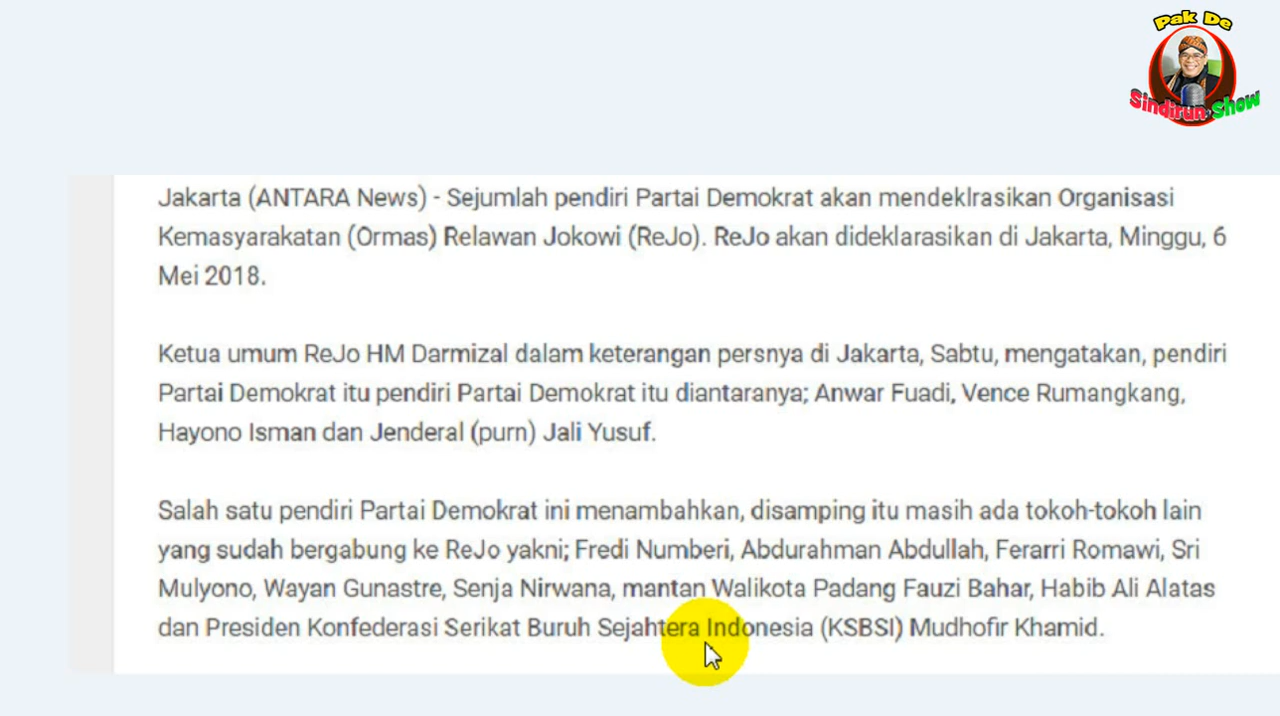 Pak De
Sindiran Show
Jakarta (ANTARA News) - Sejumlah pendiri Partai Demokrat akan mendeklrasikan Organisasi
Kemasyarakatan (Ormas) Relawan Jokowi (ReJo). ReJo akan dideklarasikan di Jakarta, Minggu, 6
Mei 2018.
Ketua umum ReJo HM Darmizal dalam keterangan persnya di Jakarta, Sabtu, mengatakan, pendiri
Partai Demokrat itu pendiri Partai Demokrat itu diantaranya; Anwar Fuadi, Vence Rumangkang,
Hayono Isman dan Jenderal (purn) Jali Yusuf.
Salah satu pendiri Partai Demokrat ini menambahkan, disamping itu masih ada tokoh-tokoh lain
yang sudah bergabung ke ReJo yakni; Fredi Numberi, Abdurahman Abdullah, Ferarri Romawi, Sri
Mulyono, Wayan Gunastre, Senja Nirwana, mantan Walikota Padang Fauzi Bahar, Habib Ali Alatas
dan Presiden Konfederasi Serikat Buruh Sejahtera Indonesia (KSBSI) Mudhofir Khamid.